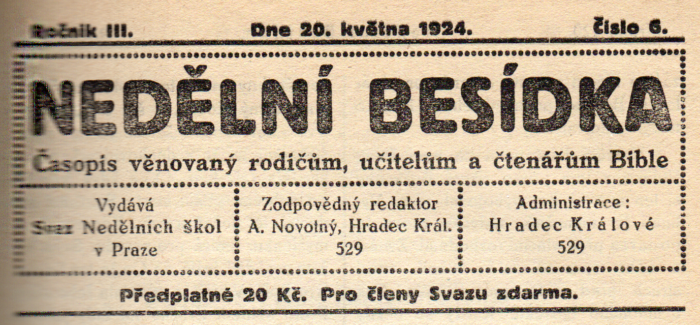 Ročník III. Dne 20. května 1924. Číslo 6.
NEDĚLNÍ BESÍDKA
Časopis věnovaný rodičům, učitelům a čtenářům Bible
Vydává
Svaz Nedělních škol
v Praze
Zodpovědný redaktor
A. Novotný, Hradec Král.
529
Administrace:
Hradec Králové
529
Předplatné 20 Kč. Pro členy Svazu zdarma.